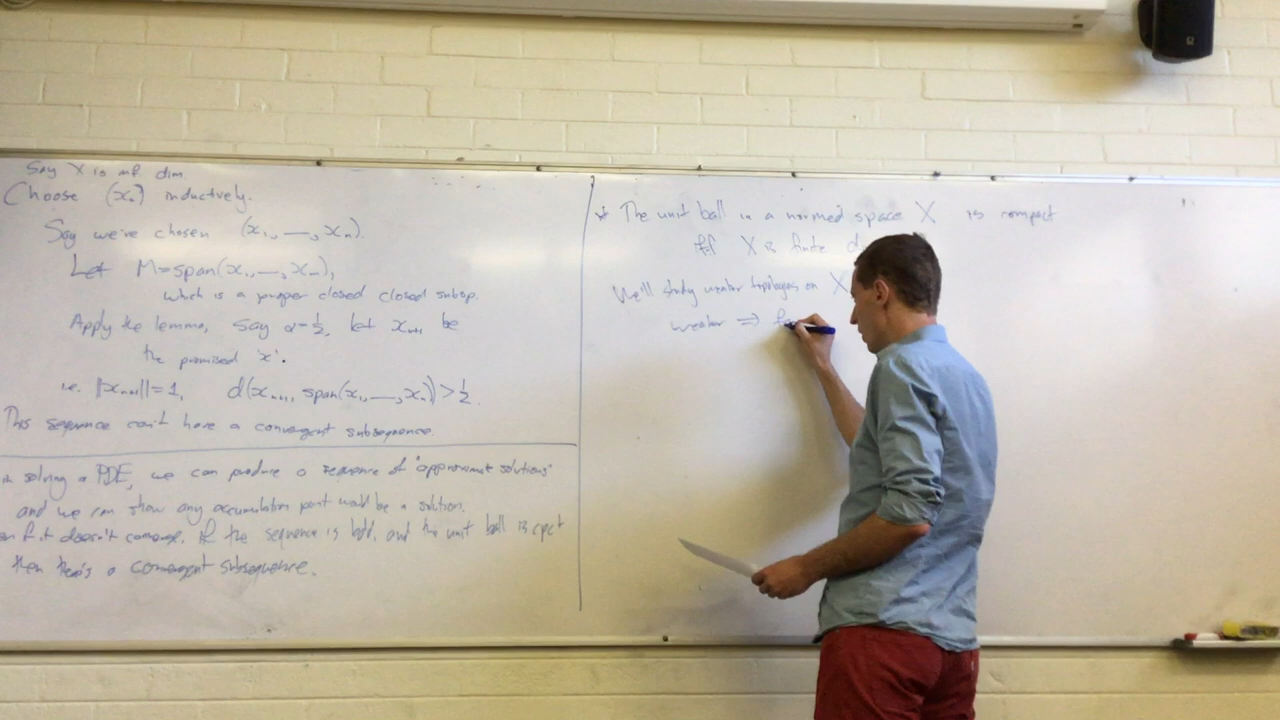 Say X is inf dim.
Choose (xₙ) inductively.
Say we've chosen (x₁, —, xₙ).
Let M=span(x₁, —, xₙ),
which is a proper closed closed subsp.
Apply the lemma, say α=½, let xₙ₊₁ be
the promised 'x'.
i.e. ||xₙ₊₁||=1, d(xₙ₊₁, span(x₁, —, xₙ))>½.
This sequence can't have a convergent subsequence.
solving a PDE, we can produce a sequence of "approximate solutions"
and we can show any accumulation point would be a solution.
if it doesn't converge, if the sequence is bdd, and the unit ball is cpct
then there's a convergent subsequence.
* The unit ball in a normed space X is compact
iff X is finite
We'll study weaker topologies on X
weaker ⇒